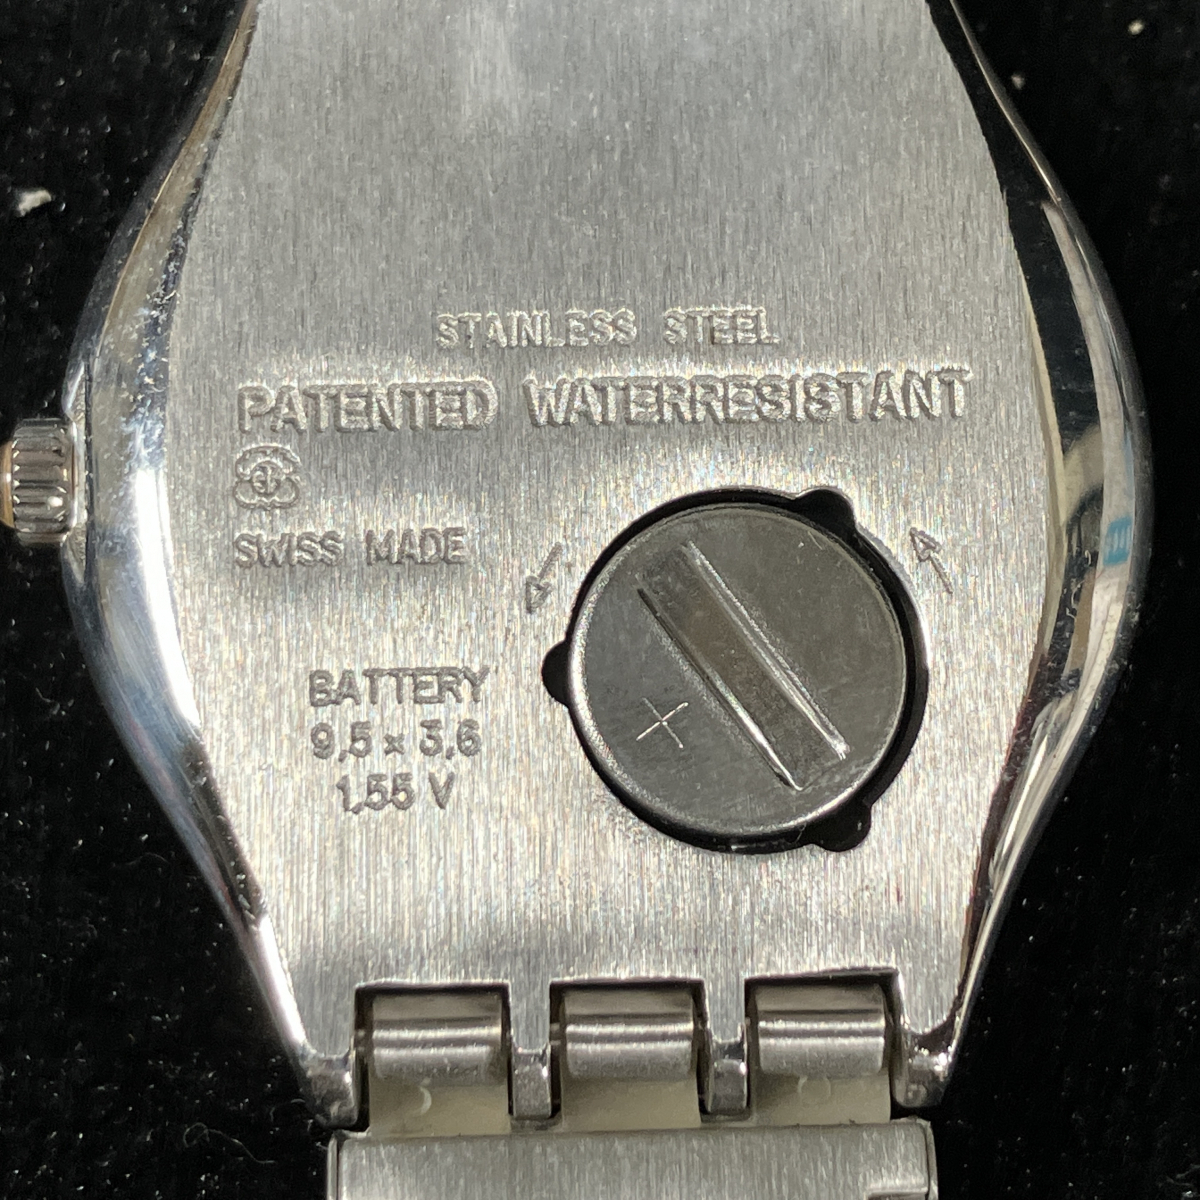 STAINLESS STEEL
PATENTED WATERRESISTANT
SWISS MADE
BATTERY
9,5 x 3,6
1,55 V
+